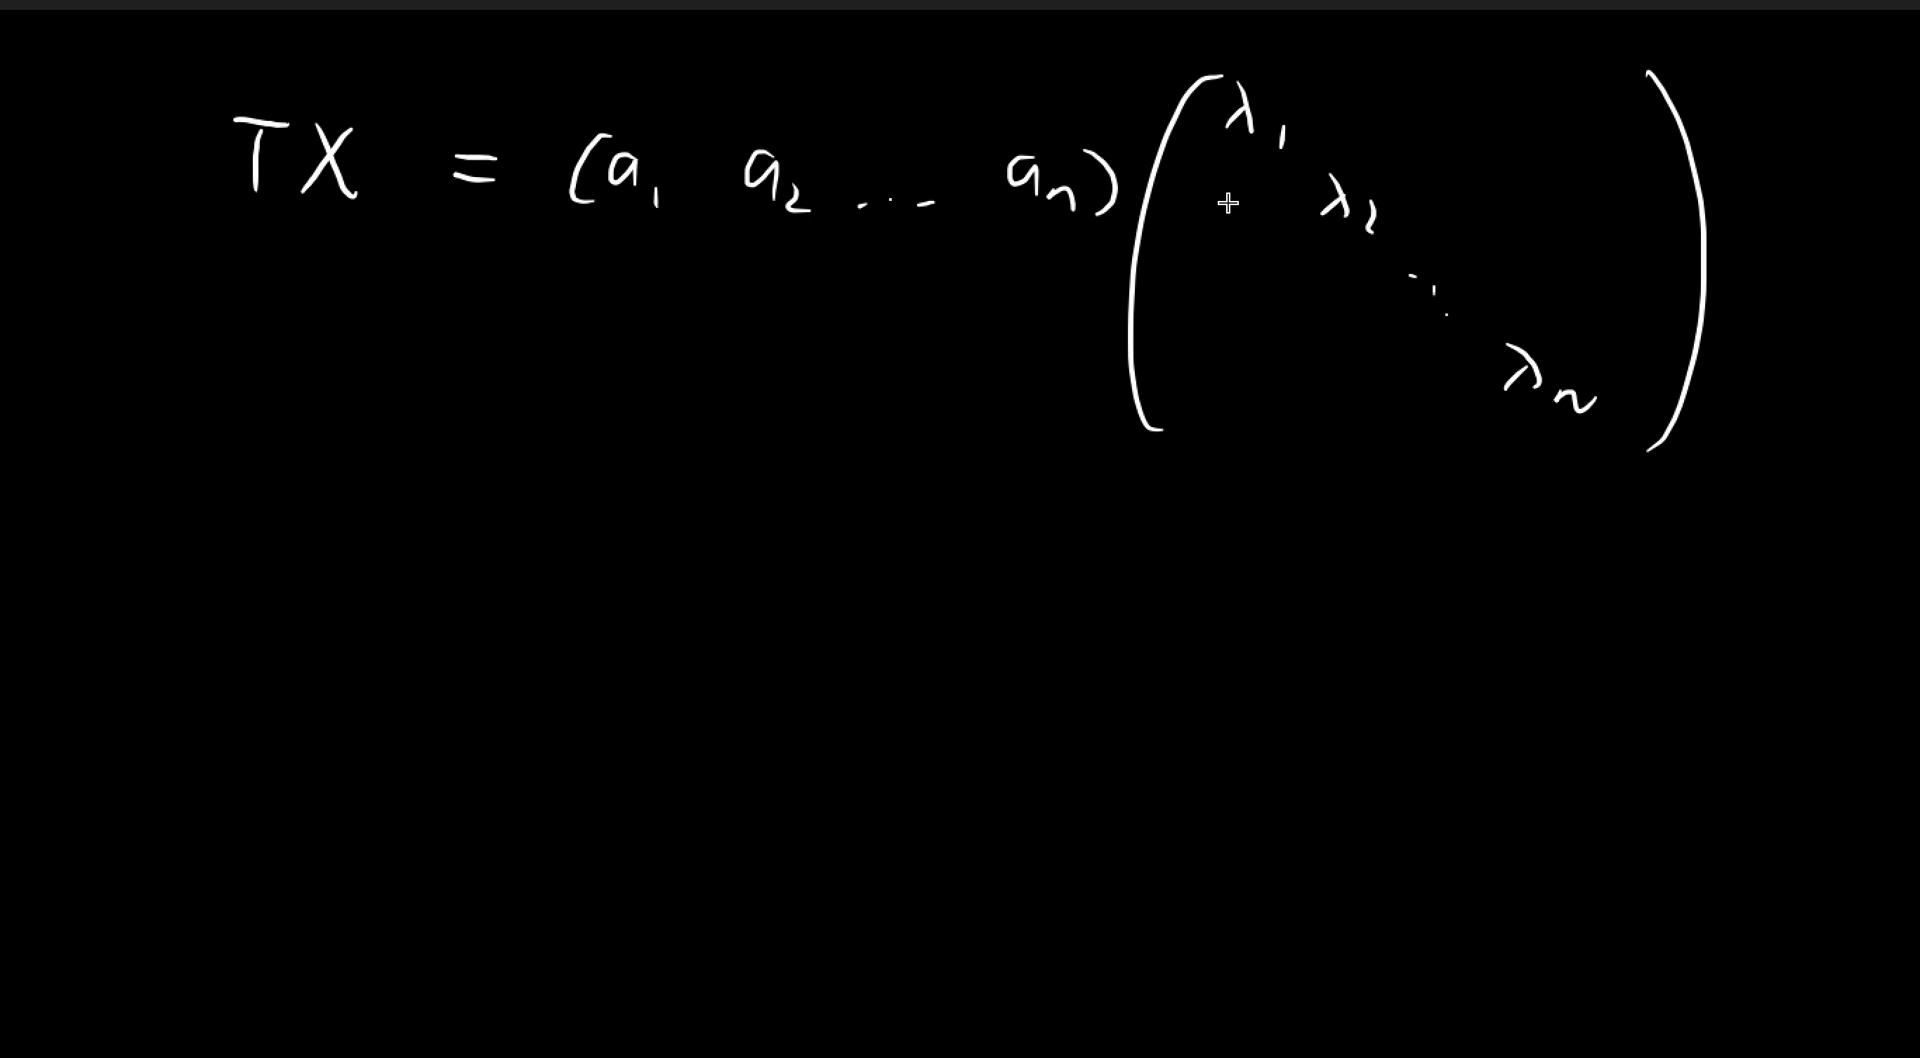 TX = (a₁ a₂ ... aₙ) ( λ₁
λ₂
⋱
λₙ )